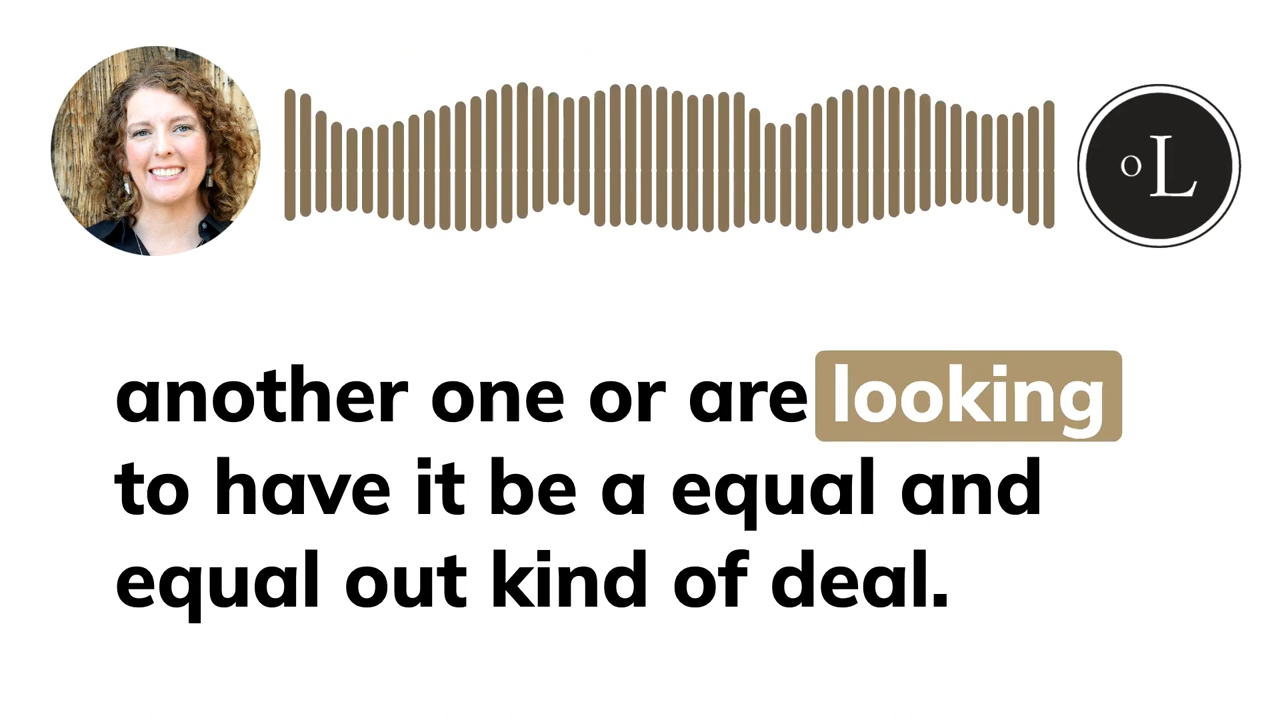 oL
another one or are looking
to have it be a equal and
equal out kind of deal.